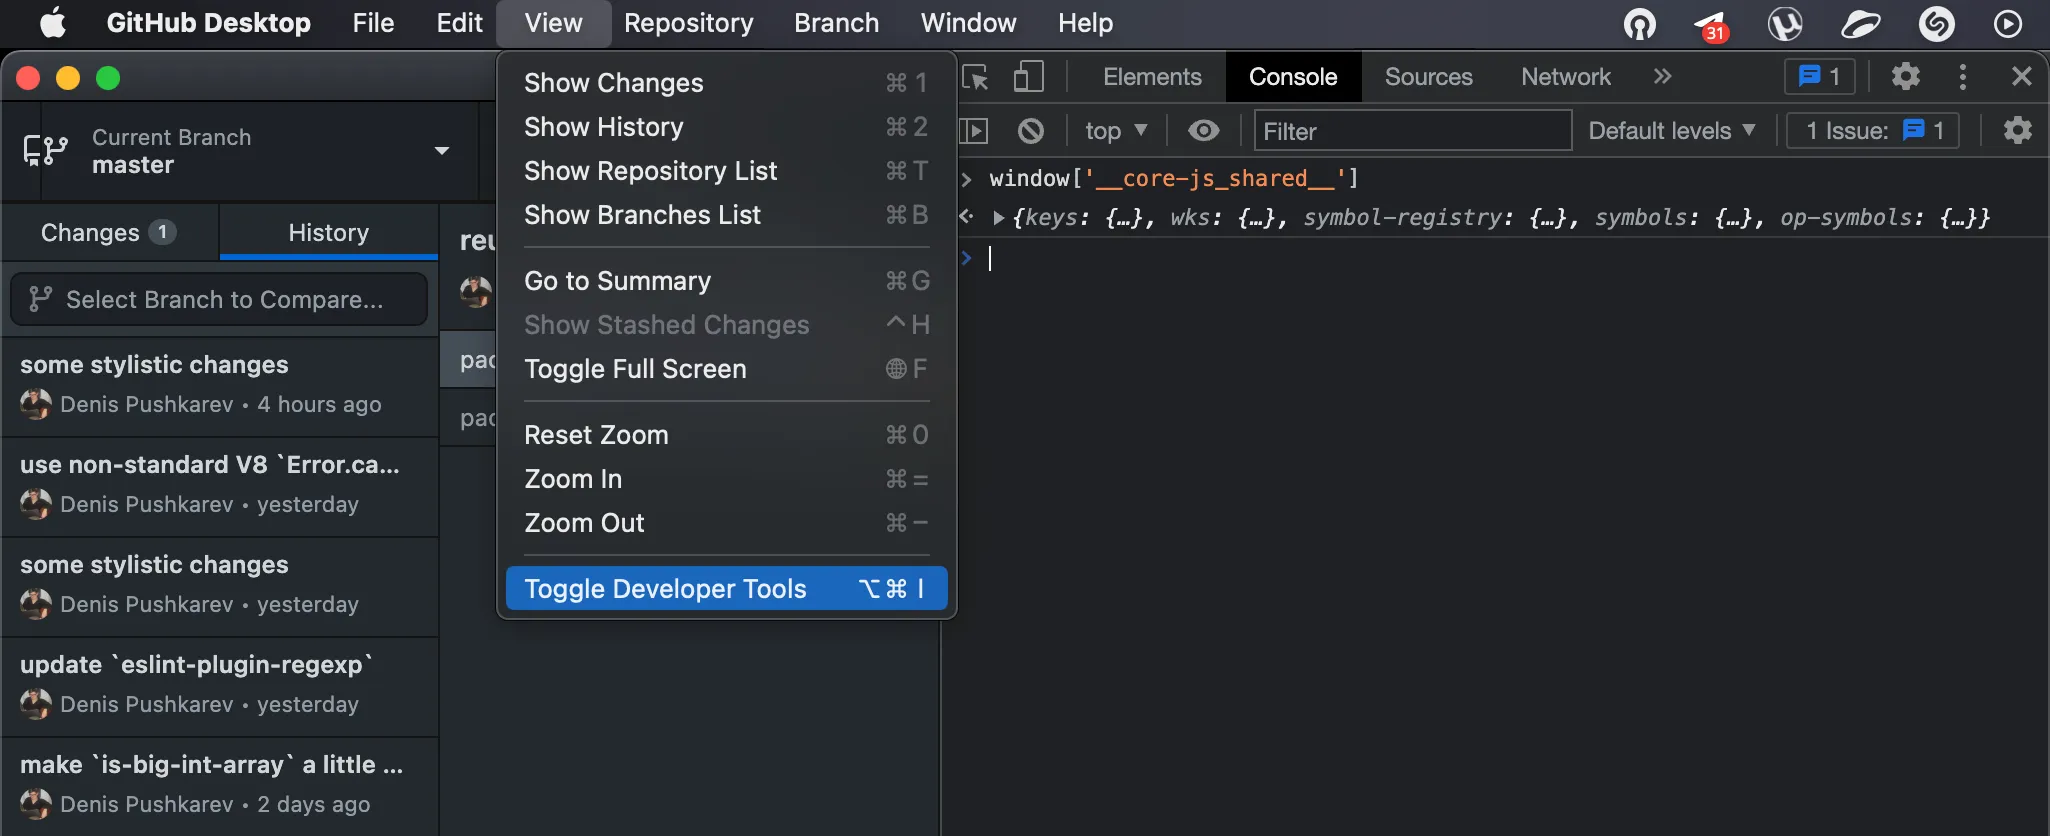 GitHub Desktop File Edit View Repository Branch Window Help 31
Current Branch
master
Changes 1 History
Select Branch to Compare...
some stylistic changes
Denis Pushkarev • 4 hours ago
use non-standard V8 `Error.ca...
Denis Pushkarev • yesterday
some stylistic changes
Denis Pushkarev • yesterday
update `eslint-plugin-regexp`
Denis Pushkarev • yesterday
make `is-big-int-array` a little ...
Denis Pushkarev • 2 days ago
reu
pac
pac
Show Changes ⌘ 1
Show History ⌘ 2
Show Repository List ⌘ T
Show Branches List ⌘ B
Go to Summary ⌘ G
Show Stashed Changes ^ H
Toggle Full Screen 🌐 F
Reset Zoom ⌘ 0
Zoom In ⌘ =
Zoom Out ⌘ −
Toggle Developer Tools ⌥ ⌘ I
Elements Console Sources Network » 1
top ▼ Filter Default levels ▼ 1 Issue: 1
> window['__core-js_shared__']
▶ {keys: {…}, wks: {…}, symbol-registry: {…}, symbols: {…}, op-symbols: {…}}
>